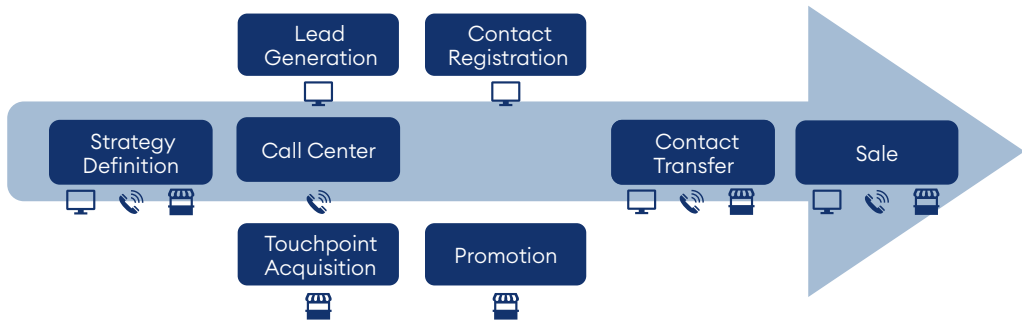 Lead
Generation
Contact
Registration
Strategy
Definition
Call Center
Contact
Transfer
Sale
Touchpoint
Acquisition
Promotion